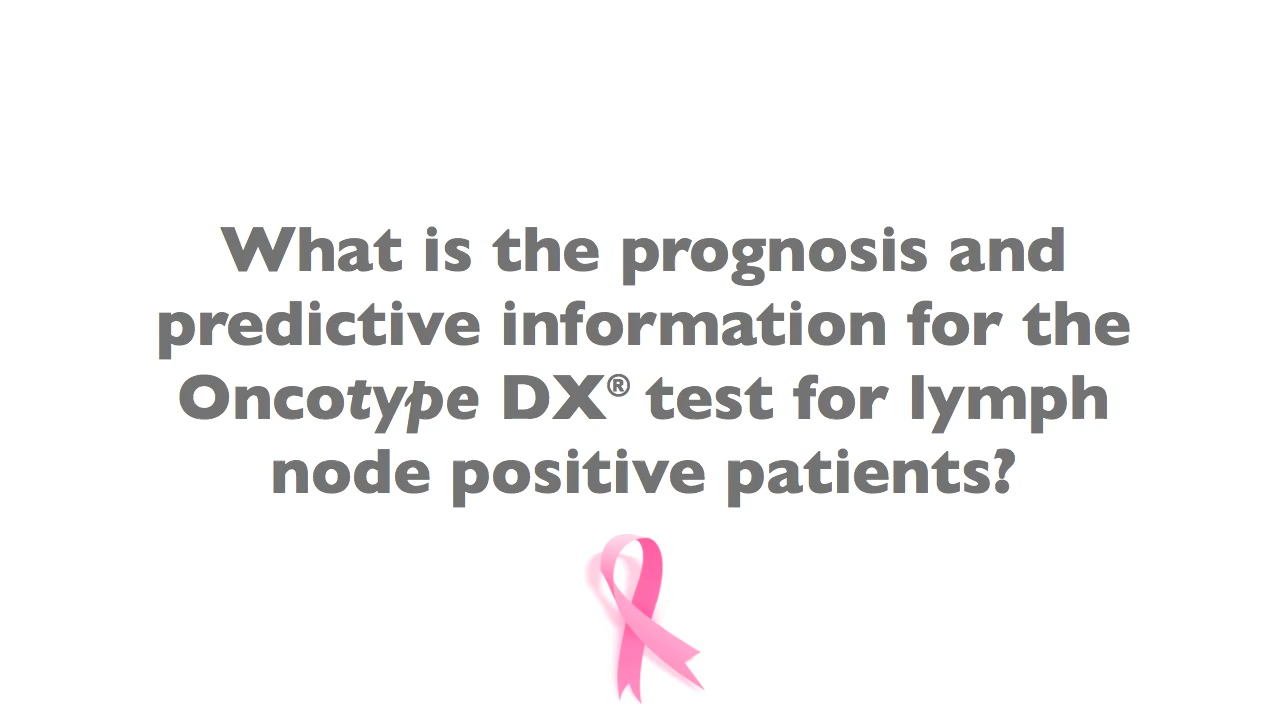 What is the prognosis and
predictive information for the
Oncotype DX® test for lymph
node positive patients?